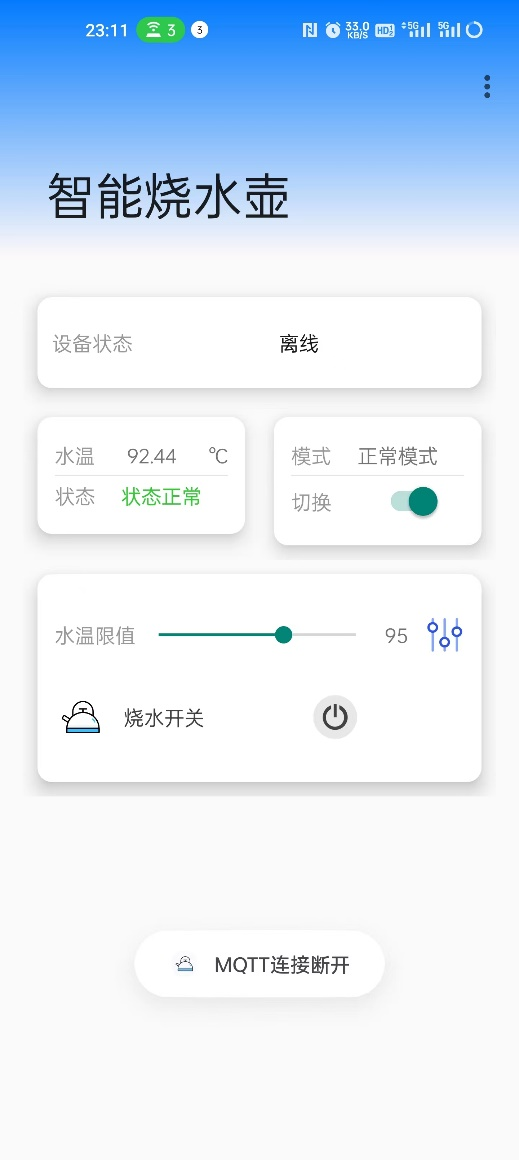 23:11 3 3 33.0 KB/S HD 5G 5G
智能烧水壶
设备状态 离线
水温 92.44 ℃
状态 状态正常
模式 正常模式
切换
水温限值 95
烧水开关
MQTT连接断开